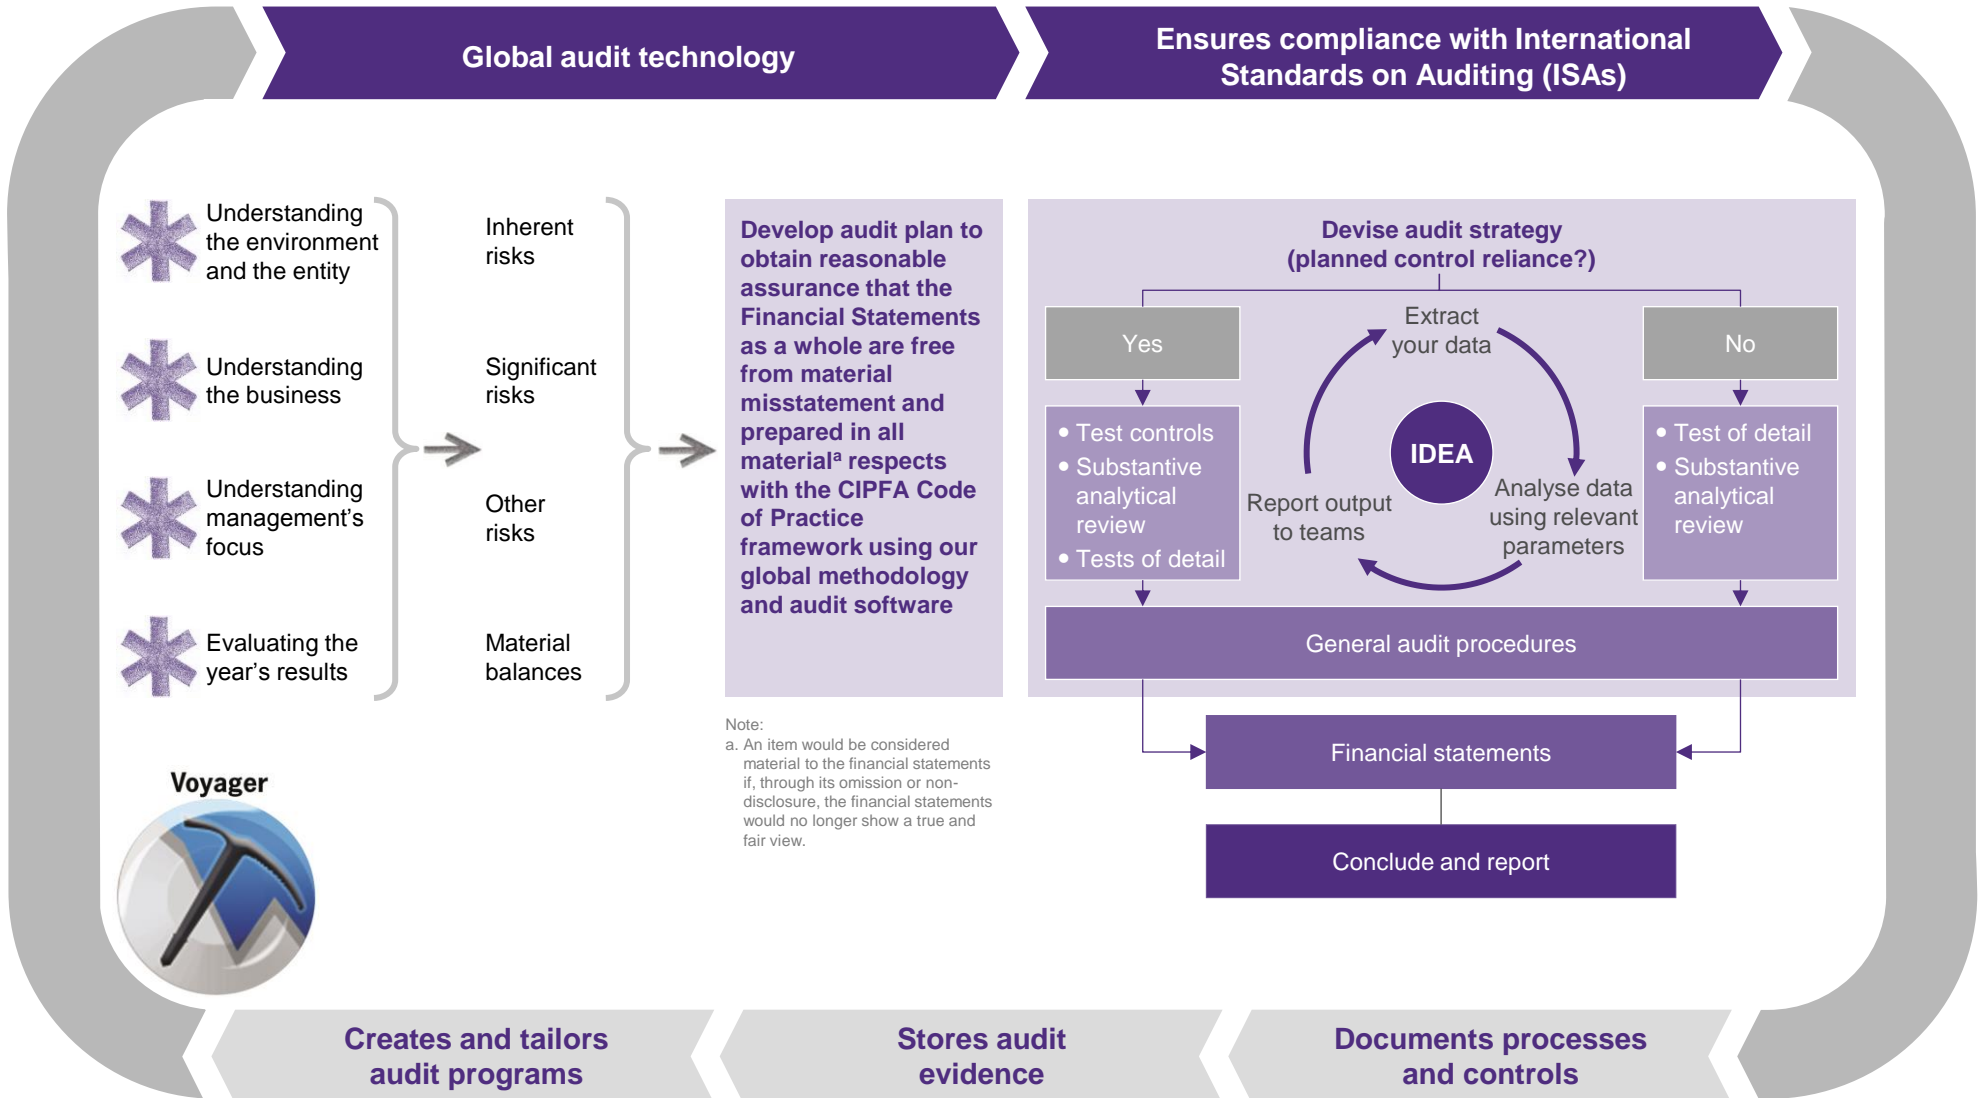 Global audit technology
Ensures compliance with International
Standards on Auditing (ISAs)
Understanding
the environment
and the entity
Understanding
the business
Understanding
management’s
focus
Evaluating the
year’s results
Inherent
risks
Significant
risks
Other
risks
Material
balances
Develop audit plan to
obtain reasonable
assurance that the
Financial Statements
as a whole are free
from material
misstatement and
prepared in all
materialᵃ respects
with the CIPFA Code
of Practice
framework using our
global methodology
and audit software
Note:
a. An item would be considered
material to the financial statements
if, through its omission or non-
disclosure, the financial statements
would no longer show a true and
fair view.
Devise audit strategy
(planned control reliance?)
Yes
• Test controls
• Substantive
analytical
review
• Tests of detail
Extract
your data
IDEA
Analyse data
using relevant
parameters
Report output
to teams
No
• Test of detail
• Substantive
analytical
review
General audit procedures
Financial statements
Conclude and report
Voyager
Creates and tailors
audit programs
Stores audit
evidence
Documents processes
and controls